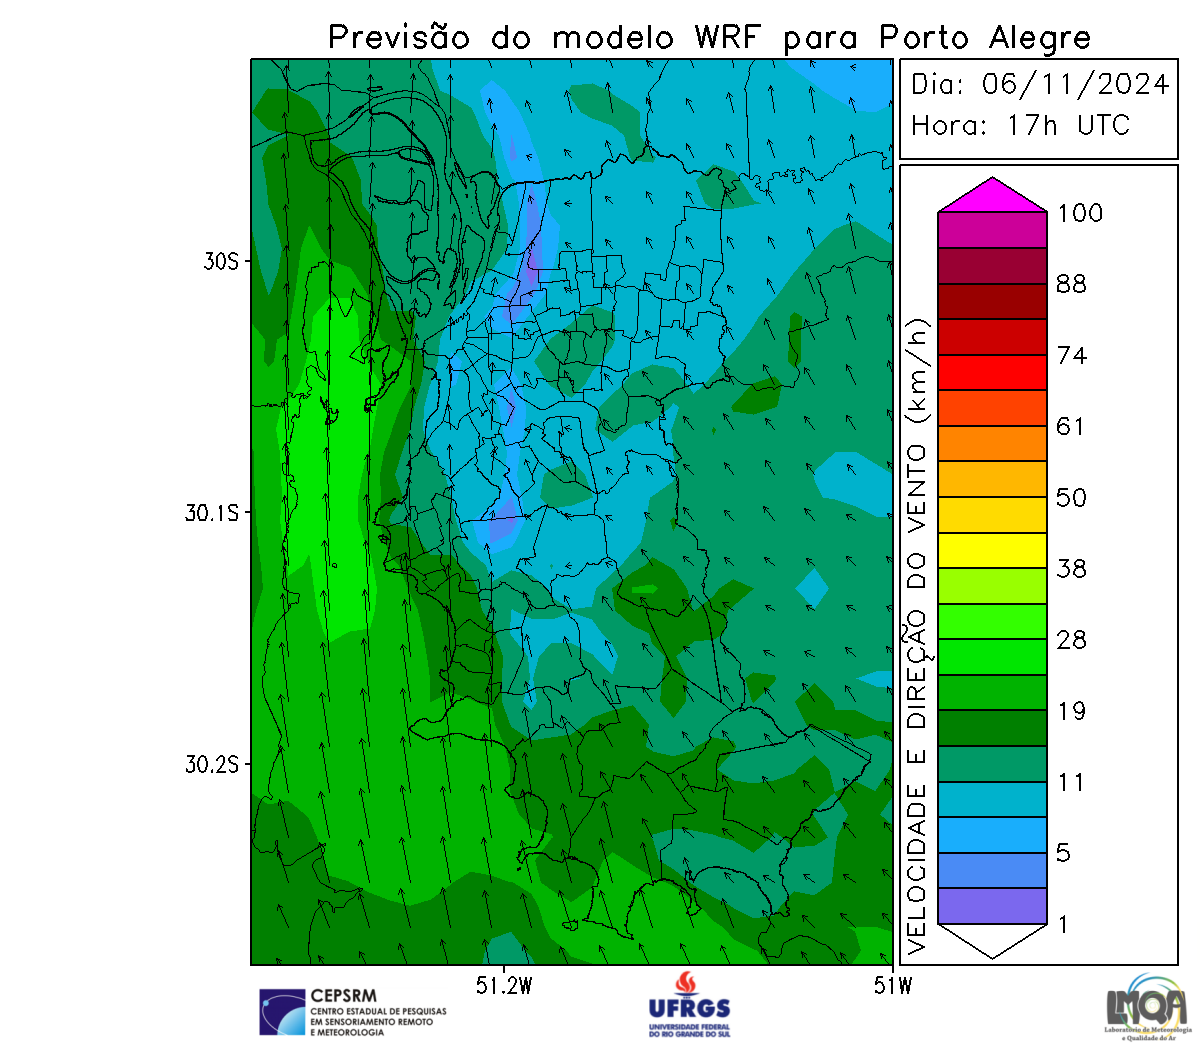 Previsão do modelo WRF para Porto Alegre
Dia: 06/11/2024
Hora: 17h UTC
30S
30.1S
30.2S
51.2W
51W
VELOCIDADE E DIREÇÃO DO VENTO (km/h)
100
88
74
61
50
38
28
19
11
5
1
CEPSRM
CENTRO ESTADUAL DE PESQUISAS
EM SENSORIAMENTO REMOTO
E METEOROLOGIA
UFRGS
UNIVERSIDADE FEDERAL
DO RIO GRANDE DO SUL
LMQA
Laboratório de Meteorologia
e Qualidade do Ar